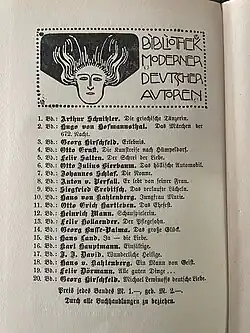 BIBLIOTHEK
MODERNER
DEUTSCHER
AUTOREN
1. Bd.: Arthur Schnitzler. Die griechische Tänzerin.
2. Bd.: Hugo von Hofmannsthal. Das Märchen der
672. Nacht.
3. Bd.: Georg Hirschfeld. Erlebnis.
4. Bd.: Otto Ernst. Die Kunstreise nach Hümpeldorf.
5. Bd.: Felix Salten. Der Schrei der Liebe.
6. Bd.: Otto Julius Bierbaum. Das höllische Automobil.
7. Bd.: Johannes Schlaf. Die Nonne.
8. Bd.: Anton v. Perfall. Er lebt von seiner Frau.
9. Bd.: Siegfried Trebitsch. Das verkaufte Lächeln.
10. Bd.: Hans von Kahlenberg. Jungfrau Marie.
11. Bd.: Otto Erich Hartleben. Das Ehefest.
12. Bd.: Heinrich Mann. Schauspielerin.
13. Bd.: Felix Hollaender. Der Pflegesohn.
14. Bd.: Georg Busse-Palma. Das große Glück.
15. Bd.: Hans Land. Ja — die Liebe.
16. Bd.: Carl Hauptmann. Einfältige.
17. Bd.: J. J. David. Wunderliche Heilige.
18. Bd.: Hans v. Kahlenberg. Ein Mann von Geist.
19. Bd.: Felix Dörmann. Alle guten Dinge . . .
20. Bd.: Georg Hirschfeld. Michael Lewinoffs deutsche Liebe.
Preis jedes Bandes M. 1.—, geb. M. 2.—
Durch alle Buchhandlungen zu beziehen.